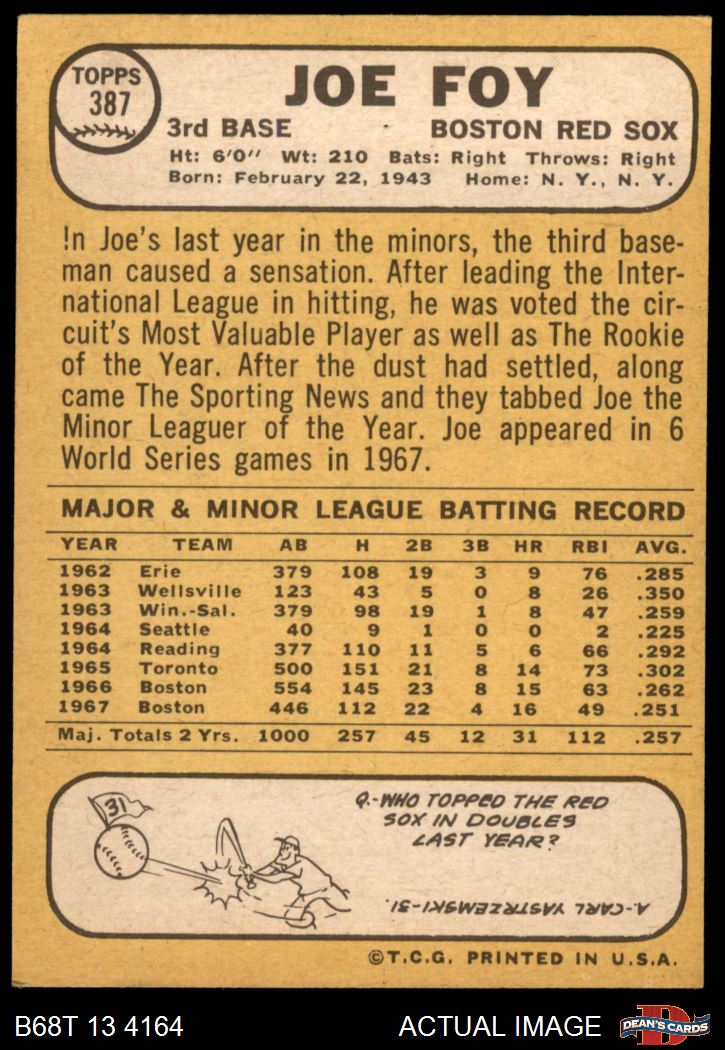 TOPPS
387
JOE FOY
3rd BASE BOSTON RED SOX
Ht: 6'0" Wt: 210 Bats: Right Throws: Right
Born: February 22, 1943 Home: N. Y., N. Y.
In Joe's last year in the minors, the third base-
man caused a sensation. After leading the Inter-
national League in hitting, he was voted the cir-
cuit's Most Valuable Player as well as The Rookie
of the Year. After the dust had settled, along
came The Sporting News and they tabbed Joe the
Minor Leaguer of the Year. Joe appeared in 6
World Series games in 1967.
MAJOR & MINOR LEAGUE BATTING RECORD
YEAR TEAM AB H 2B 3B HR RBI AVG.
1962 Erie 379 108 19 3 9 76 .285
1963 Wellsville 123 43 5 0 8 26 .350
1963 Win.-Sal. 379 98 19 1 8 47 .259
1964 Seattle 40 9 1 0 0 2 .225
1964 Reading 377 110 11 5 6 66 .292
1965 Toronto 500 151 21 8 14 73 .302
1966 Boston 554 145 23 8 15 63 .262
1967 Boston 446 112 22 4 16 49 .251
Maj. Totals 2 Yrs. 1000 257 45 12 31 112 .257
31
Q.-WHO TOPPED THE RED
SOX IN DOUBLES
LAST YEAR?
A.-CARL YASTRZEMSKI-31.
©T.C.G. PRINTED IN U.S.A.
B68T 13 4164 ACTUAL IMAGE
D
DEAN'S CARDS